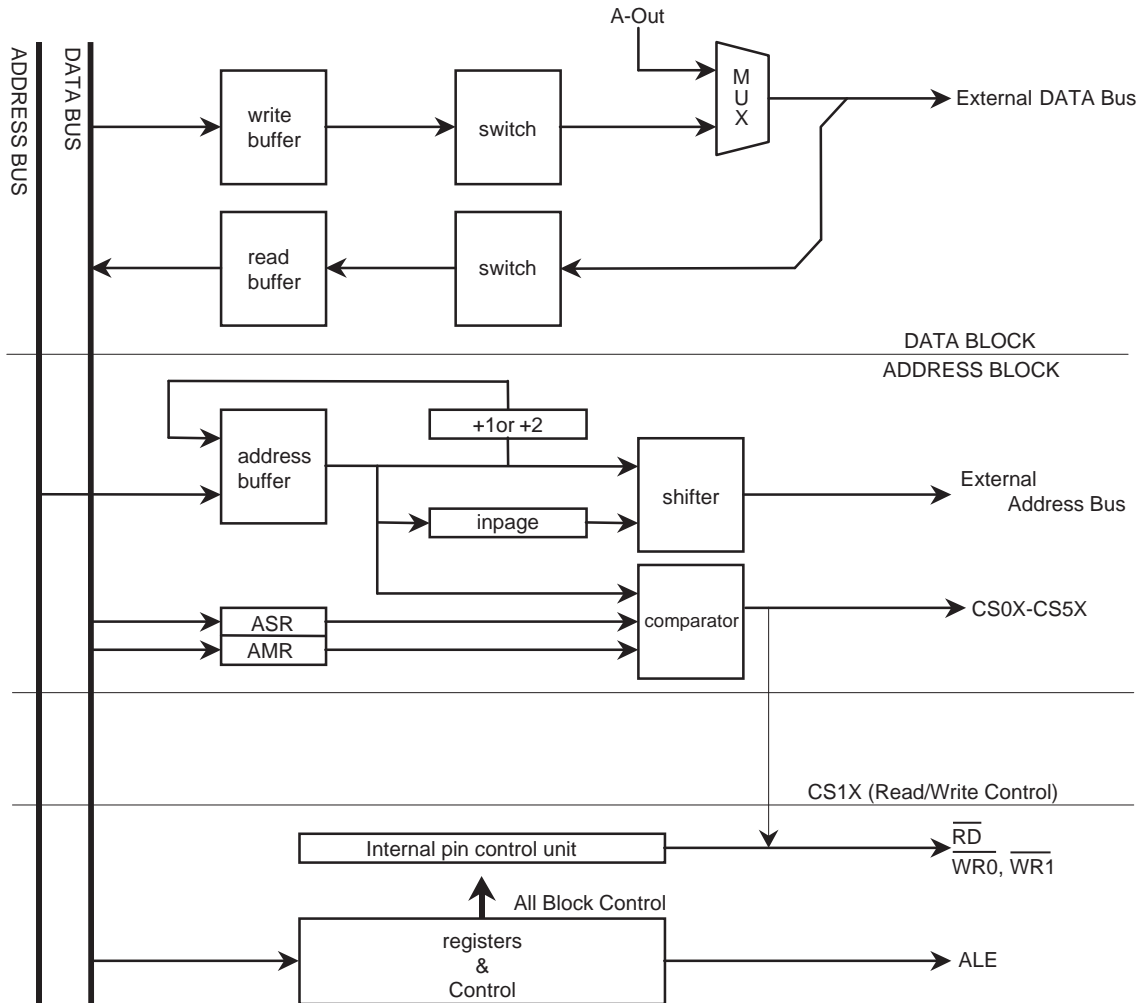 A-Out
ADDRESS BUS
DATA BUS
MUX
write
buffer
switch
External DATA Bus
read
buffer
switch
DATA BLOCK
ADDRESS BLOCK
+1or +2
address
buffer
shifter
External
Address Bus
inpage
comparator
CS0X-CS5X
ASR
AMR
CS1X (Read/Write Control)
Internal pin control unit
RD
WR0, WR1
All Block Control
registers
&
Control
ALE